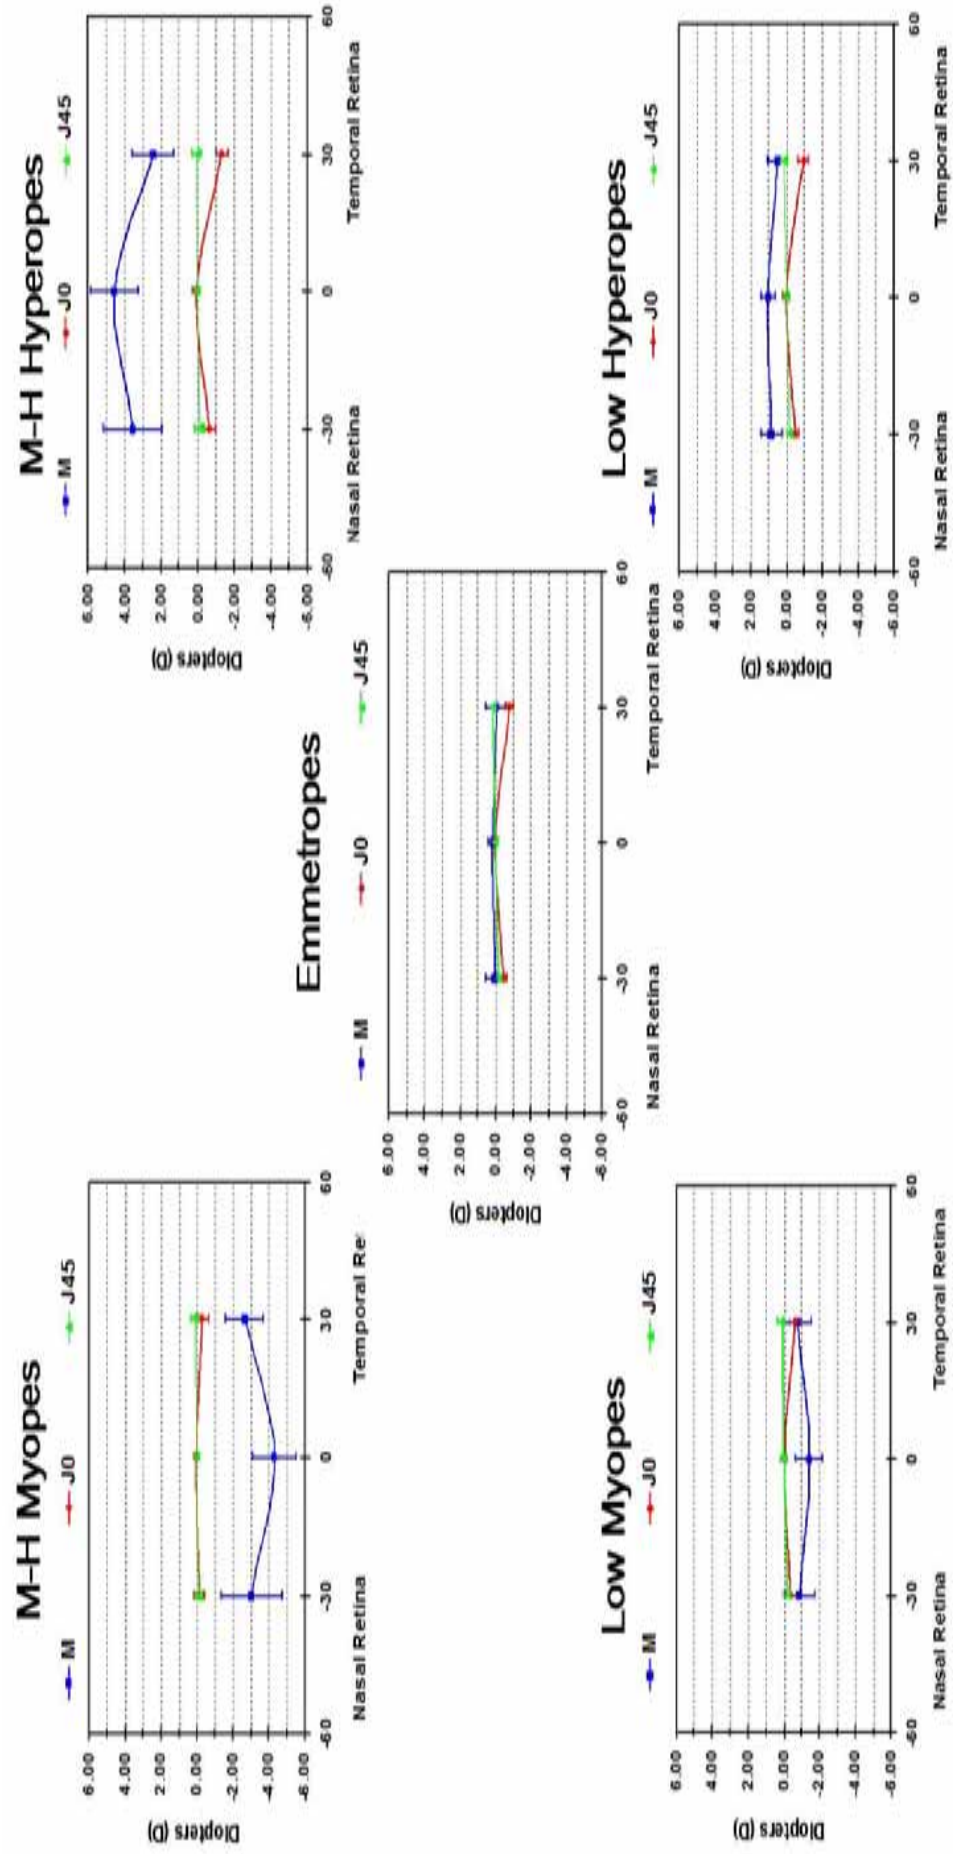 M–H Myopes
M J0 J45
6.00
4.00
2.00
0.00
-2.00
-4.00
-6.00
Diopters (D)
-60 -30 0 30 60
Nasal Retina Temporal Re
M–H Hyperopes
M J0 J45
6.00
4.00
2.00
0.00
-2.00
-4.00
-6.00
Diopters (D)
-60 -30 0 30 60
Nasal Retina Temporal Retina
Emmetropes
M J0 J45
6.00
4.00
2.00
0.00
-2.00
-4.00
-6.00
Diopters (D)
-60 -30 0 30 60
Nasal Retina Temporal Retina
Low Myopes
M J0 J45
6.00
4.00
2.00
0.00
-2.00
-4.00
-6.00
Diopters (D)
-60 -30 0 30 60
Nasal Retina Temporal Retina
Low Hyperopes
M J0 J45
6.00
4.00
2.00
0.00
-2.00
-4.00
-6.00
Diopters (D)
-60 -30 0 30 60
Nasal Retina Temporal Retina